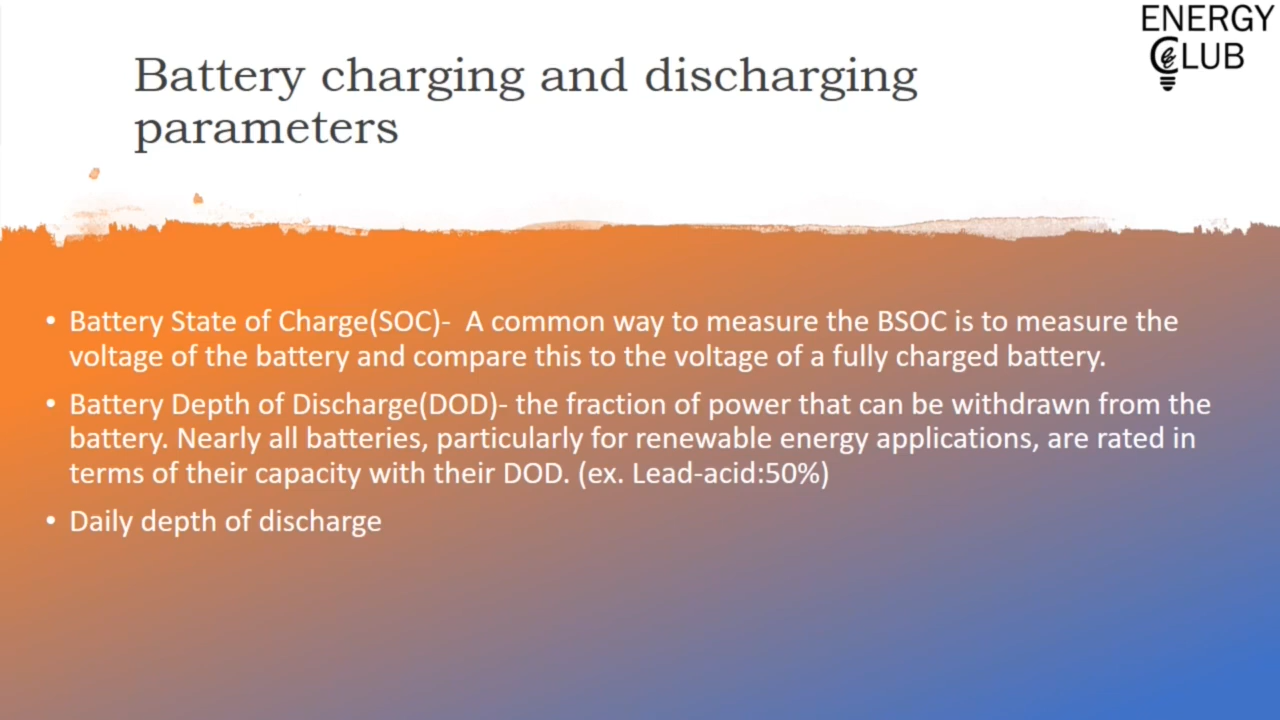 ENERGY
CLUB
Battery charging and discharging
parameters
• Battery State of Charge(SOC)-  A common way to measure the BSOC is to measure the
voltage of the battery and compare this to the voltage of a fully charged battery.
• Battery Depth of Discharge(DOD)- the fraction of power that can be withdrawn from the
battery. Nearly all batteries, particularly for renewable energy applications, are rated in
terms of their capacity with their DOD. (ex. Lead-acid:50%)
• Daily depth of discharge